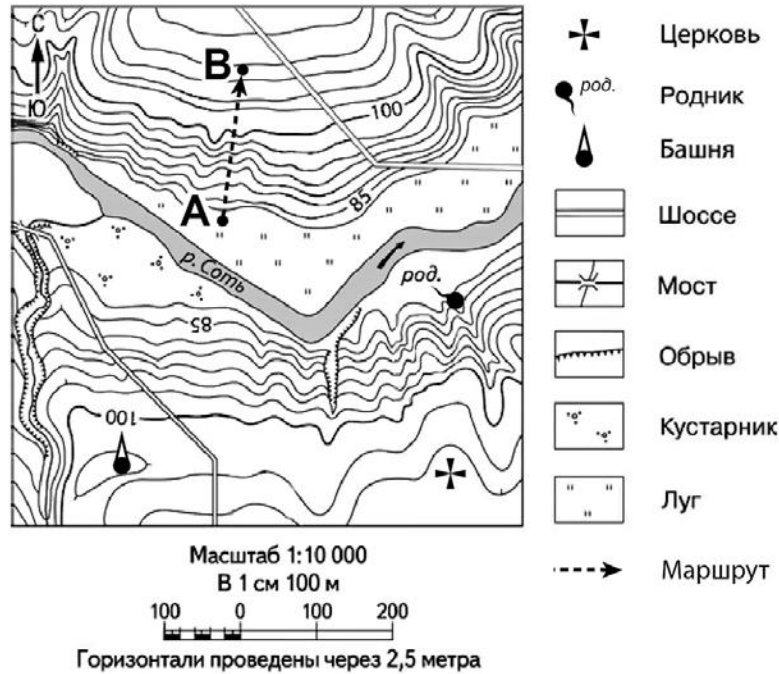 С
Ю
В
100
85
А
р. Соть
род.
85
100
Церковь
род.
Родник
Башня
Шоссе
Мост
Обрыв
Кустарник
Луг
Маршрут
Масштаб 1:10 000
В 1 см 100 м
100 0 100 200
Горизонтали проведены через 2,5 метра